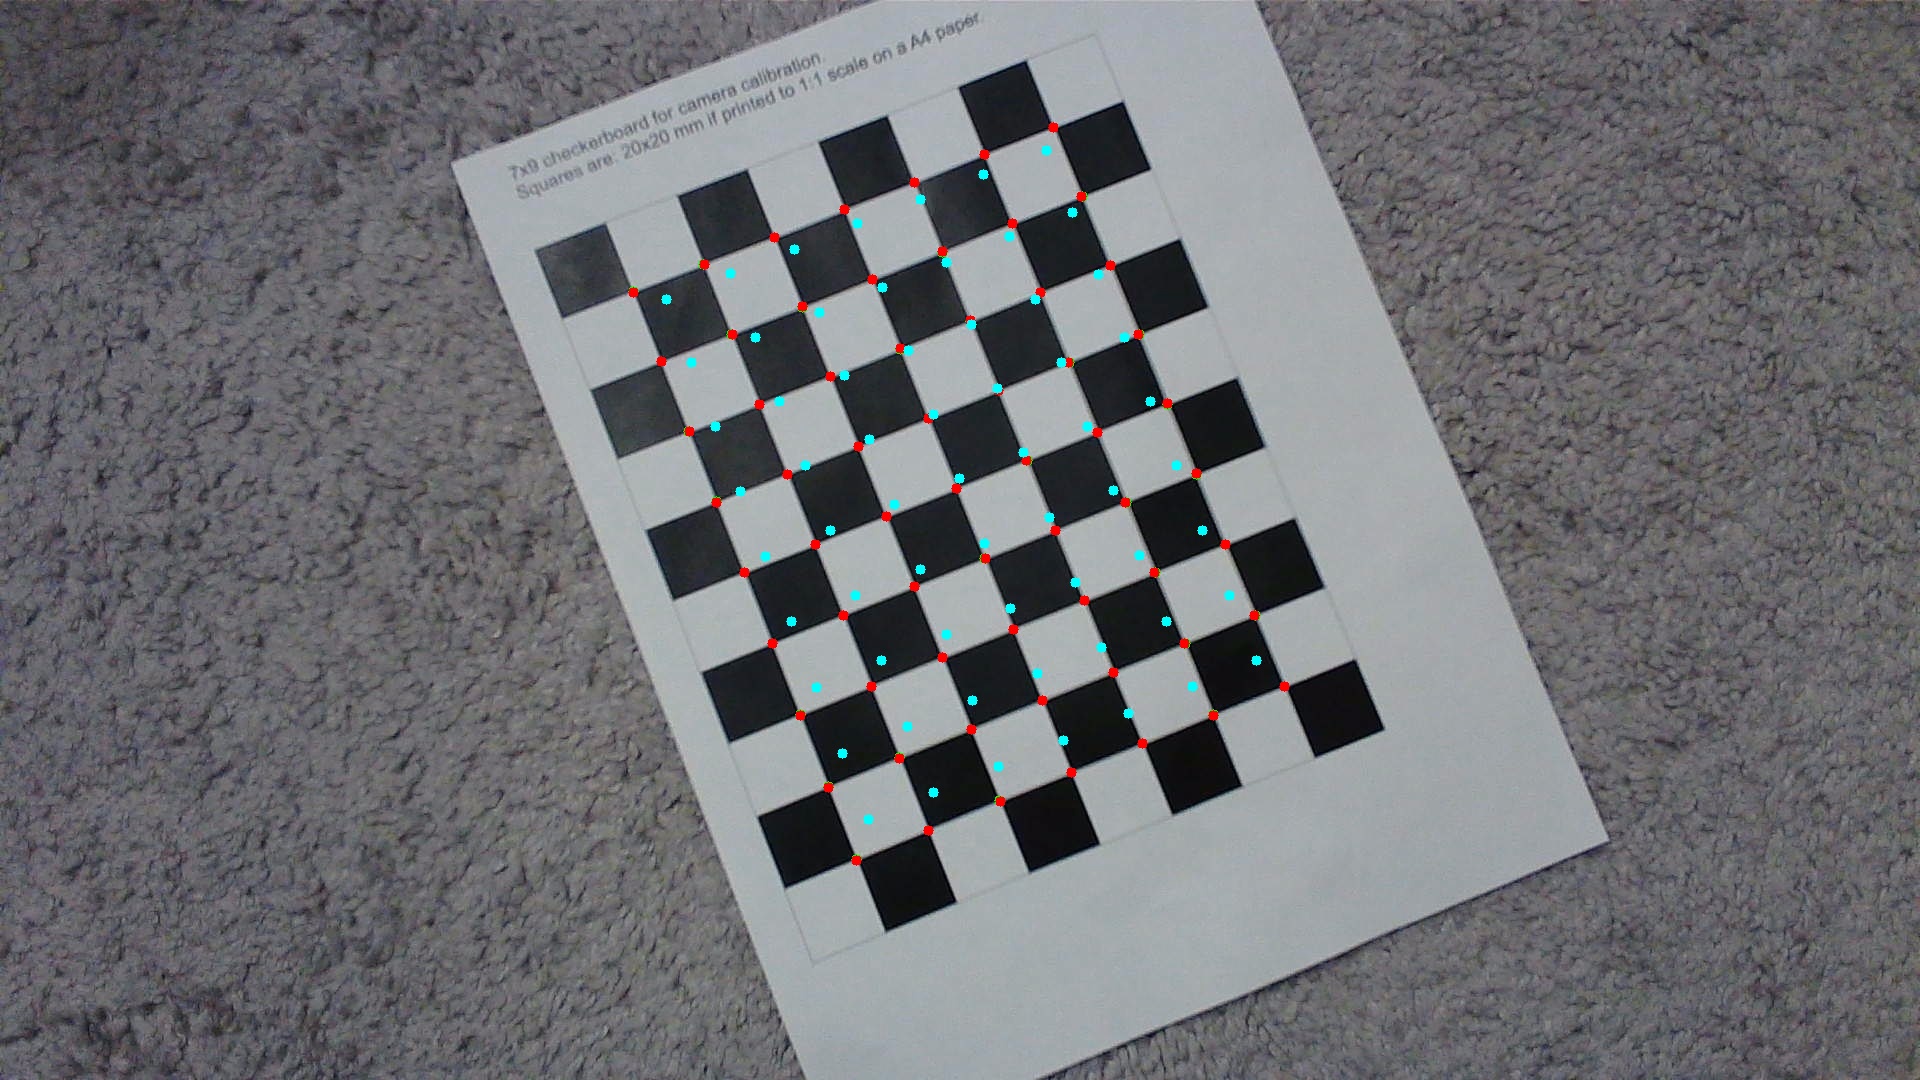 7x9 checkerboard for camera calibration.
Squares are: 20x20 mm if printed to 1:1 scale on a A4 paper.